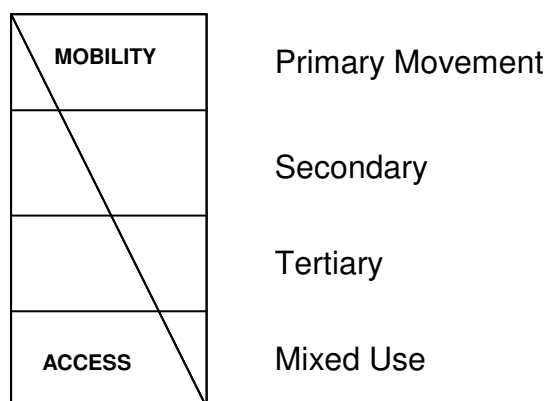 MOBILITY
Primary Movement
Secondary
Tertiary
ACCESS
Mixed Use